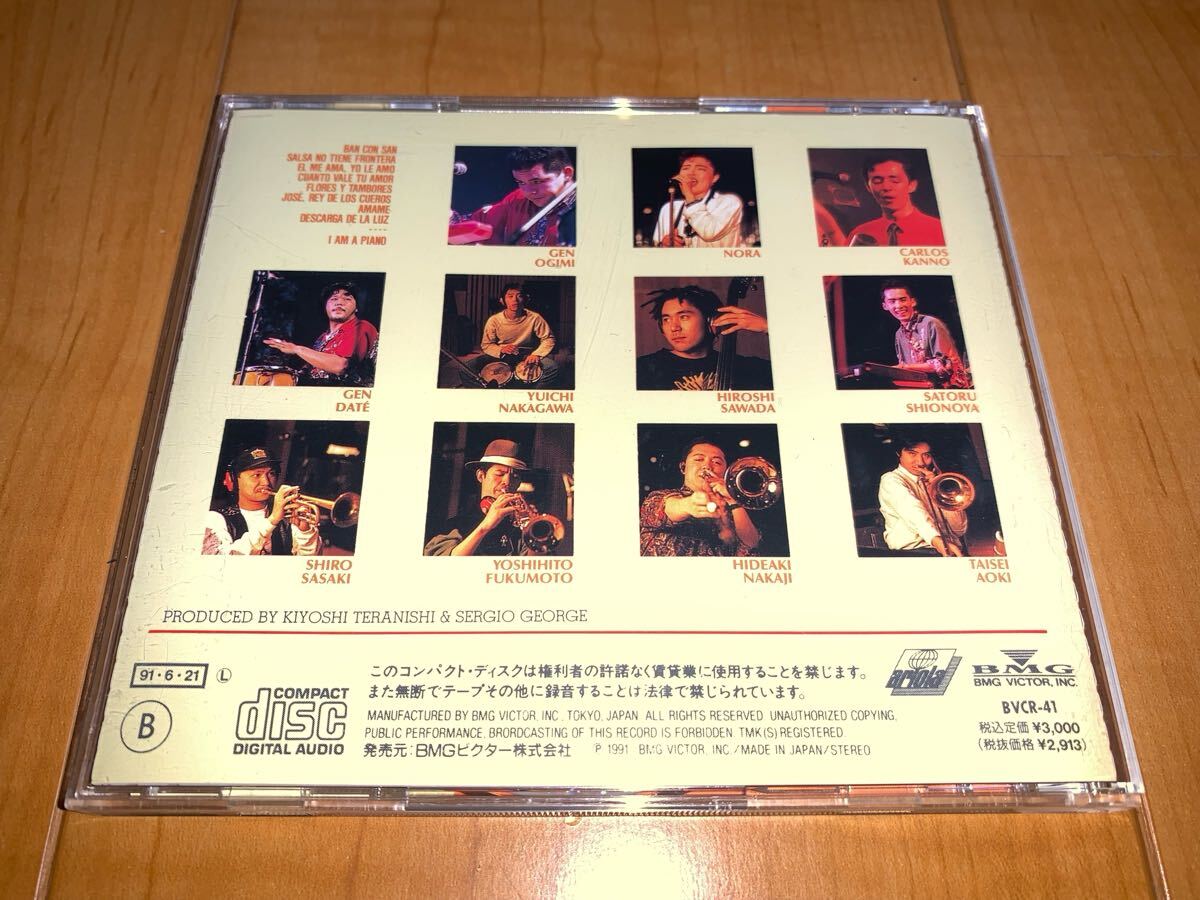 BAN CON SAN
SALSA NO TIENE FRONTERA
EL ME AMA, YO LE AMO
CUANTO VALE TU AMOR
FLORES Y TAMBORES
JOSÉ, REY DE LOS CUEROS
AMAME
DESCARGA DE LA LUZ
----
I AM A PIANO
GEN
OGIMI
NORA
CARLOS
KANNO
GEN
DATÉ
YUICHI
NAKAGAWA
HIROSHI
SAWADA
SATORU
SHIONOYA
SHIRO
SASAKI
YOSHIHITO
FUKUMOTO
HIDEAKI
NAKAJI
TAISEI
AOKI
PRODUCED BY KIYOSHI TERANISHI & SERGIO GEORGE
91・6・21 Ⓛ
B
COMPACT
disc
DIGITAL AUDIO
このコンパクト・ディスクは権利者の許諾なく賃貸業に使用することを禁じます。
また無断でテープその他に録音することは法律で禁じられています。
MANUFACTURED BY BMG VICTOR, INC., TOKYO, JAPAN. ALL RIGHTS RESERVED. UNAUTHORIZED COPYING,
PUBLIC PERFORMANCE, BRORDCASTING OF THIS RECORD IS FORBIDDEN. TMK(S) REGISTERED.
発売元:BMGビクター株式会社 ℗ 1991 BMG VICTOR, INC./MADE IN JAPAN/STEREO
ariola
BMG
BMG VICTOR, INC.
BVCR-41
税込定価 ¥3,000
(税抜価格 ¥2,913)